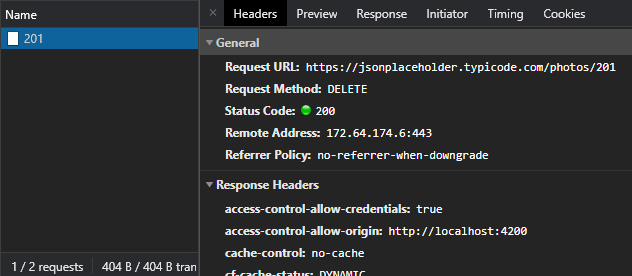 Name
201
1 / 2 requests 404 B / 404 B tran
× Headers Preview Response Initiator Timing Cookies
General
Request URL: https://jsonplaceholder.typicode.com/photos/201
Request Method: DELETE
Status Code: 200
Remote Address: 172.64.174.6:443
Referrer Policy: no-referrer-when-downgrade
Response Headers
access-control-allow-credentials: true
access-control-allow-origin: http://localhost:4200
cache-control: no-cache
cf-cache-status: DYNAMIC